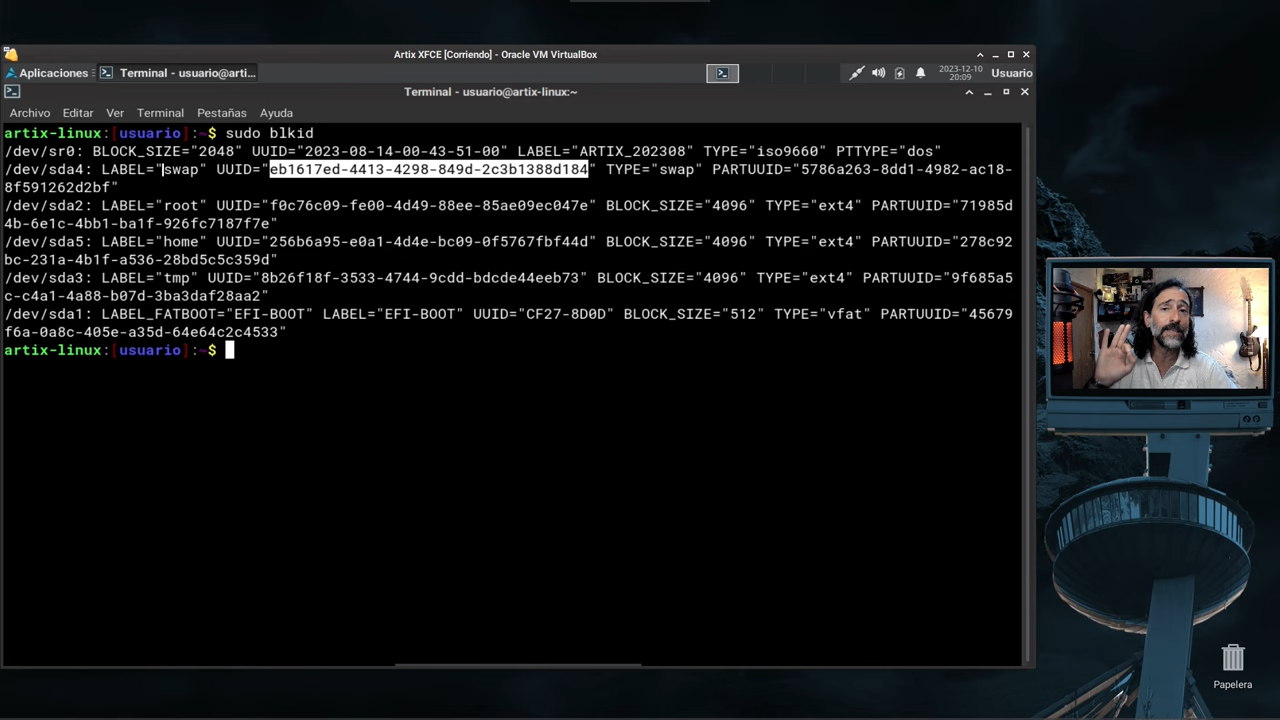 Artix XFCE [Corriendo] - Oracle VM VirtualBox
Aplicaciones
Terminal - usuario@arti...
2023-12-10
20:09
Usuario
Terminal - usuario@artix-linux:~
Archivo Editar Ver Terminal Pestañas Ayuda
artix-linux:[usuario]:~$ sudo blkid
/dev/sr0: BLOCK_SIZE="2048" UUID="2023-08-14-00-43-51-00" LABEL="ARTIX_202308" TYPE="iso9660" PTTYPE="dos"
/dev/sda4: LABEL="swap" UUID="eb1617ed-4413-4298-849d-2c3b1388d184" TYPE="swap" PARTUUID="5786a263-8dd1-4982-ac18-
8f591262d2bf"
/dev/sda2: LABEL="root" UUID="f0c76c09-fe00-4d49-88ee-85ae09ec047e" BLOCK_SIZE="4096" TYPE="ext4" PARTUUID="71985d
4b-6e1c-4bb1-ba1f-926fc7187f7e"
/dev/sda5: LABEL="home" UUID="256b6a95-e0a1-4d4e-bc09-0f5767fbf44d" BLOCK_SIZE="4096" TYPE="ext4" PARTUUID="278c92
bc-231a-4b1f-a536-28bd5c5c359d"
/dev/sda3: LABEL="tmp" UUID="8b26f18f-3533-4744-9cdd-bdcde44eeb73" BLOCK_SIZE="4096" TYPE="ext4" PARTUUID="9f685a5
c-c4a1-4a88-b07d-3ba3daf28aa2"
/dev/sda1: LABEL_FATBOOT="EFI-BOOT" LABEL="EFI-BOOT" UUID="CF27-8D0D" BLOCK_SIZE="512" TYPE="vfat" PARTUUID="45679
f6a-0a8c-405e-a35d-64e64c2c4533"
artix-linux:[usuario]:~$
Papelera